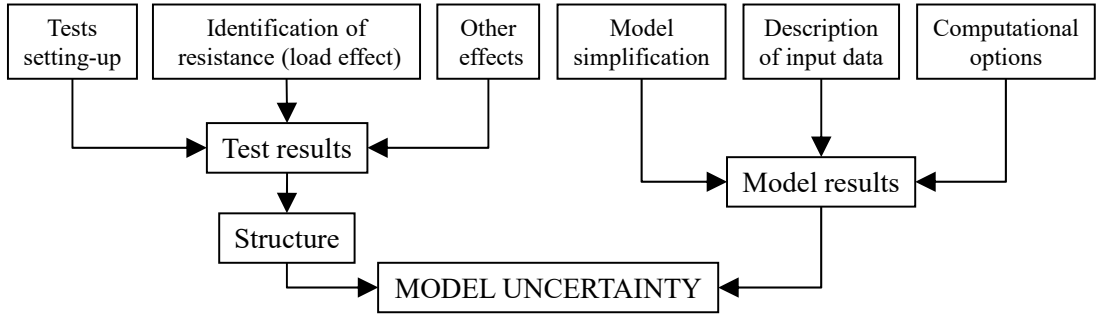 Tests
setting-up
Identification of
resistance (load effect)
Other
effects
Model
simplification
Description
of input data
Computational
options
Test results
Model results
Structure
MODEL UNCERTAINTY